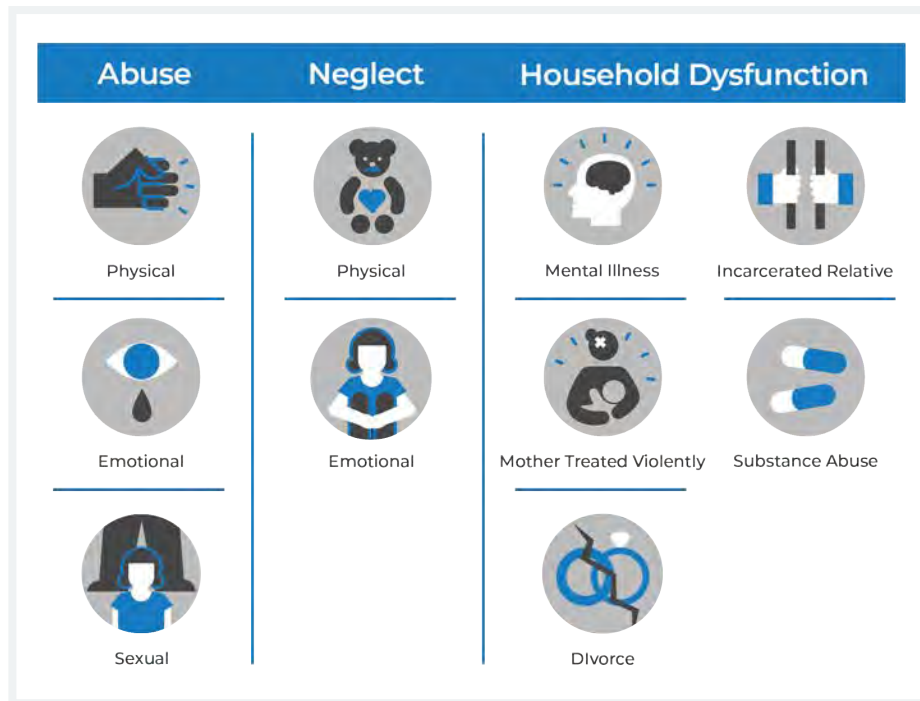 Abuse
Neglect
Household Dysfunction
Physical
Physical
Mental Illness
Incarcerated Relative
Emotional
Emotional
Mother Treated Violently
Substance Abuse
Sexual
DIvorce